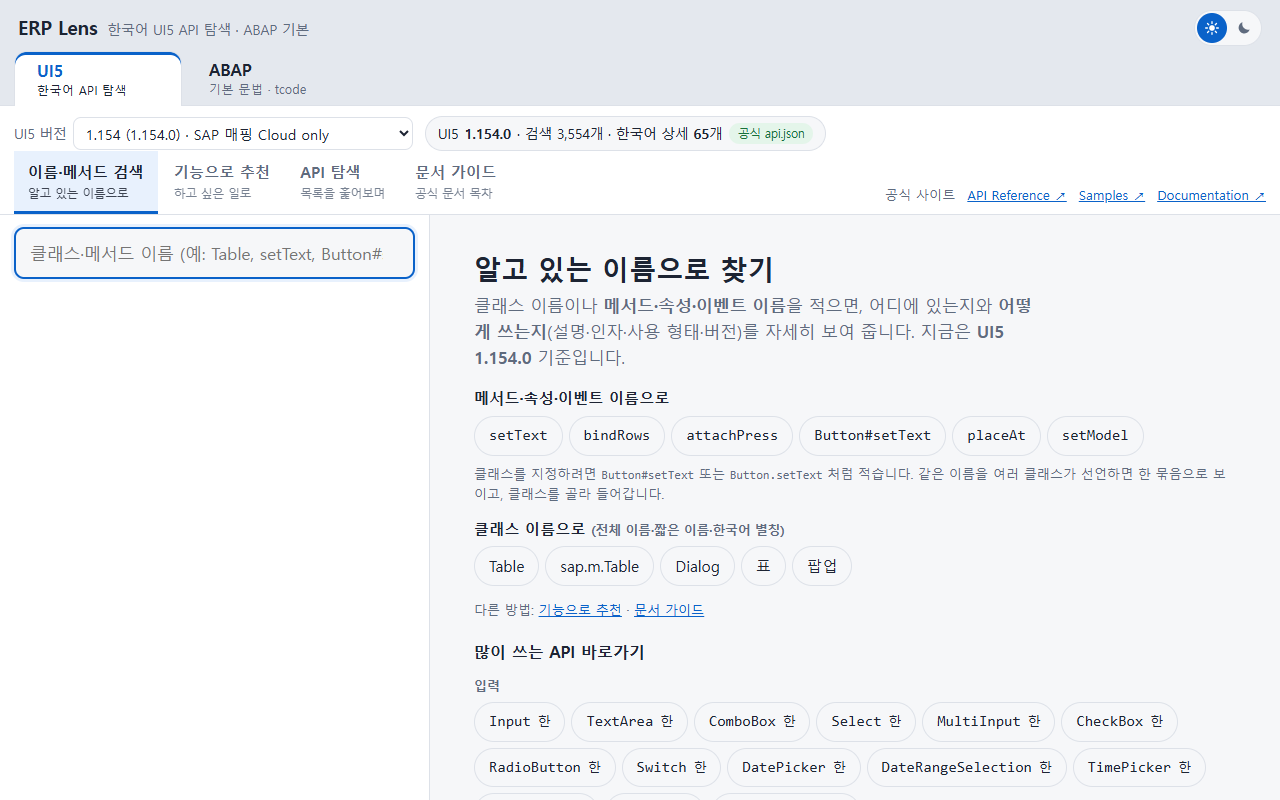 ERP Lens 한국어 UI5 API 탐색 · ABAP 기본
UI5
한국어 API 탐색
ABAP
기본 문법 · tcode
UI5 버전
1.154 (1.154.0) · SAP 매핑 Cloud only
UI5 1.154.0 · 검색 3,554개 · 한국어 상세 65개 공식 api.json
이름·메서드 검색
알고 있는 이름으로
기능으로 추천
하고 싶은 일로
API 탐색
목록을 훑어보며
문서 가이드
공식 문서 목차
공식 사이트 API Reference ↗ Samples ↗ Documentation ↗
클래스·메서드 이름 (예: Table, setText, Button#
알고 있는 이름으로 찾기
클래스 이름이나 메서드·속성·이벤트 이름을 적으면, 어디에 있는지와 어떻
게 쓰는지(설명·인자·사용 형태·버전)를 자세히 보여 줍니다. 지금은 UI5
1.154.0 기준입니다.
메서드·속성·이벤트 이름으로
setText bindRows attachPress Button#setText placeAt setModel
클래스를 지정하려면 Button#setText 또는 Button.setText 처럼 적습니다. 같은 이름을 여러 클래스가 선언하면 한 묶음으로 보
이고, 클래스를 골라 들어갑니다.
클래스 이름으로 (전체 이름·짧은 이름·한국어 별칭)
Table sap.m.Table Dialog 표 팝업
다른 방법: 기능으로 추천 · 문서 가이드
많이 쓰는 API 바로가기
입력
Input 한 TextArea 한 ComboBox 한 Select 한 MultiInput 한 CheckBox 한
RadioButton 한 Switch 한 DatePicker 한 DateRangeSelection 한 TimePicker 한